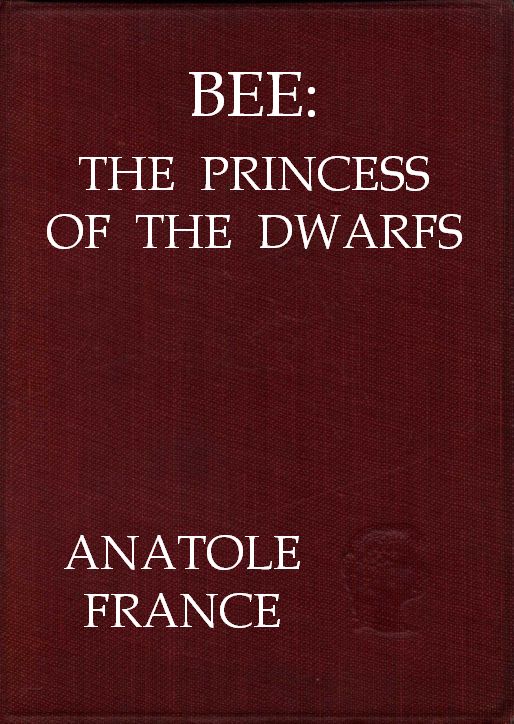 BEE:
THE PRINCESS
OF THE DWARFS
ANATOLE
FRANCE